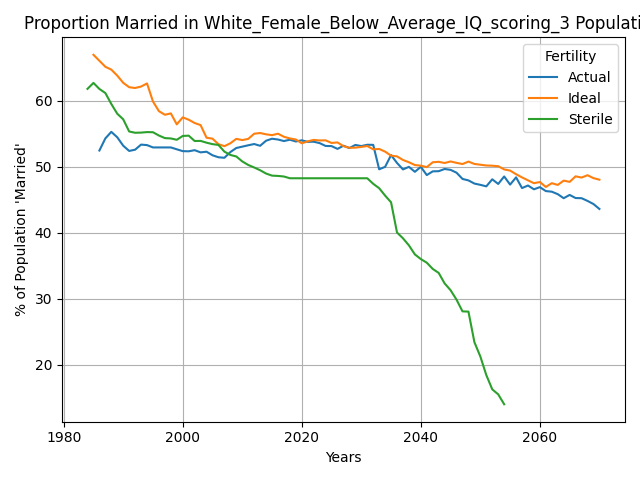 Proportion Married in White_Female_Below_Average_IQ_scoring_3 Populati
Fertility
Actual
Ideal
Sterile
% of Population 'Married'
60
50
40
30
20
1980
2000
2020
2040
2060
Years